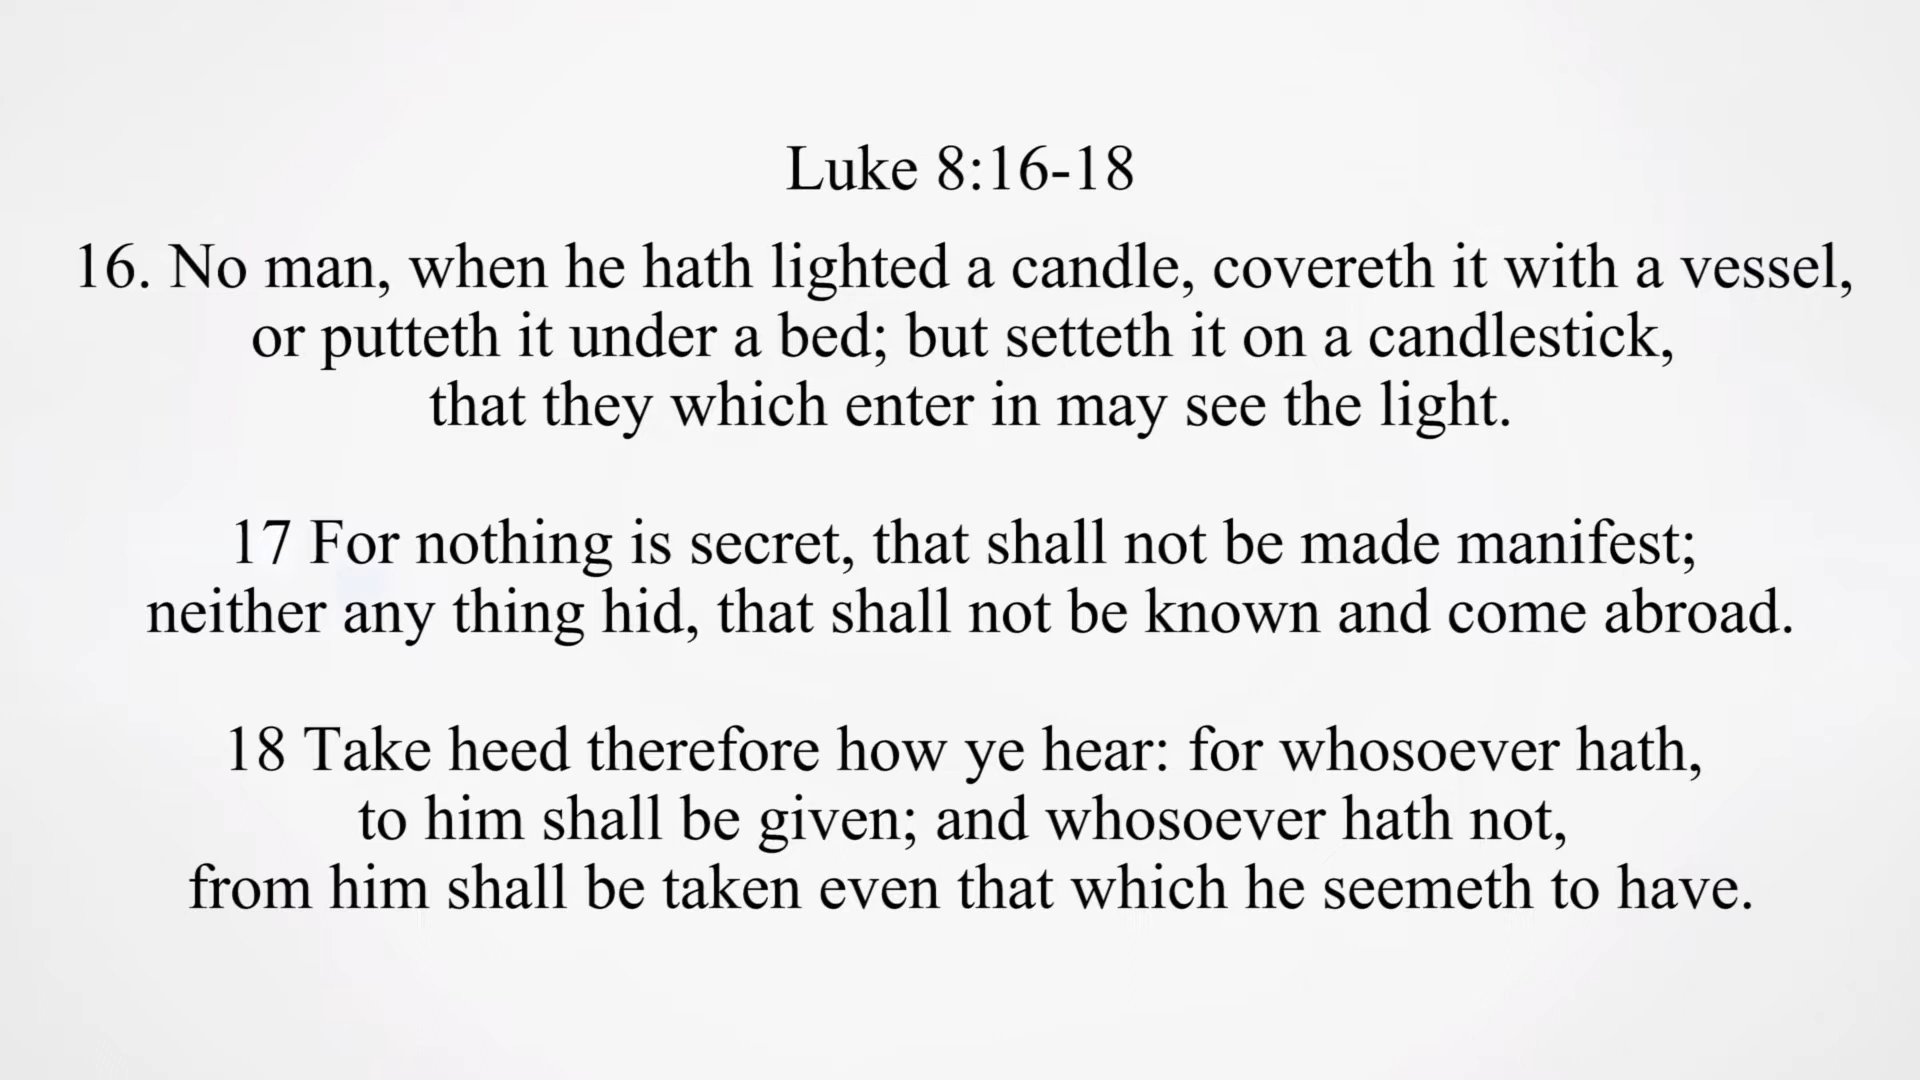 Luke 8:16-18
16. No man, when he hath lighted a candle, covereth it with a vessel,
or putteth it under a bed; but setteth it on a candlestick,
that they which enter in may see the light.
17 For nothing is secret, that shall not be made manifest;
neither any thing hid, that shall not be known and come abroad.
18 Take heed therefore how ye hear: for whosoever hath,
to him shall be given; and whosoever hath not,
from him shall be taken even that which he seemeth to have.